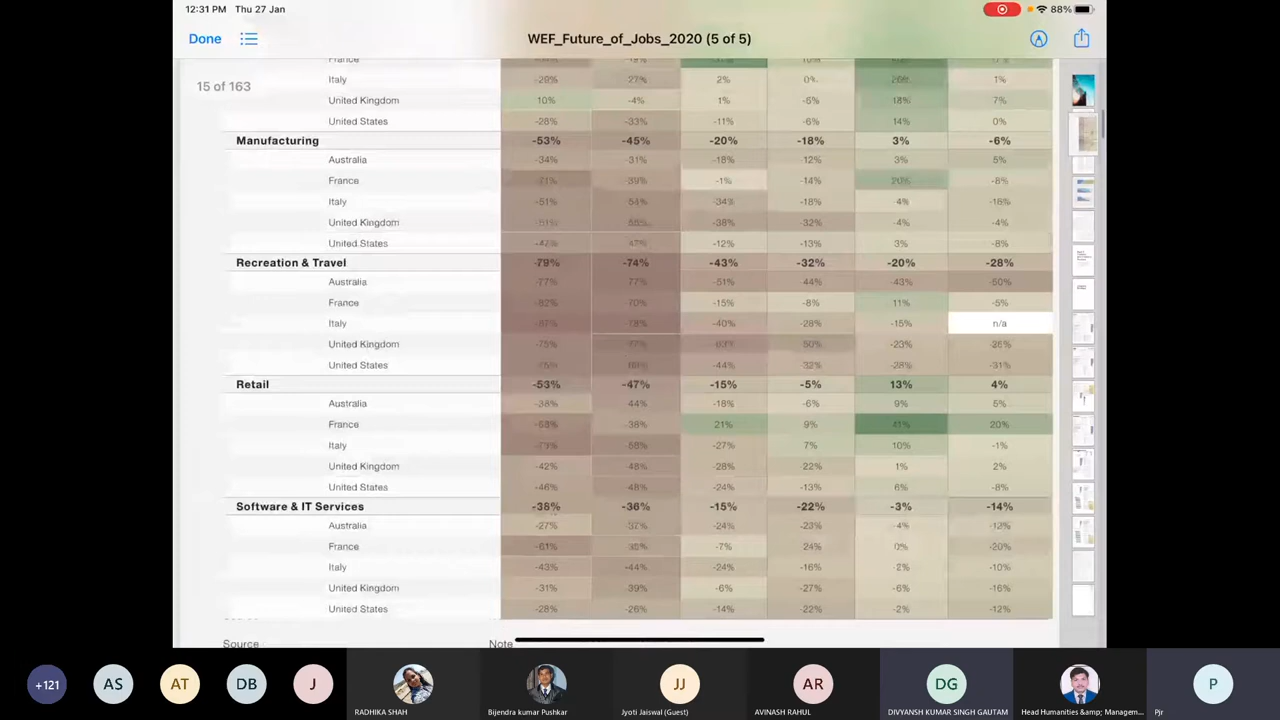 12:31 PM Thu 27 Jan 88%
Done WEF_Future_of_Jobs_2020 (5 of 5)
15 of 163
France
Italy 27% 2% 0% 1%
United Kingdom 10% -4% 1% 18% 7%
United States -28% -33% -11% -6% 14% 0%
Manufacturing -53% -45% -20% -18% 3% -6%
Australia -34% -31% -18% 12% 3% 5%
France -39% -1% -14% 20% -8%
Italy -51% -34% -18% -4%
United Kingdom -38% -32% -4% -4%
United States -12% -13% 3% -8%
Recreation & Travel -79% -74% -43% -32% -20% -28%
Australia -77% 77% -51% 44% -43% -50%
France -82% -15% -8% 11% -5%
Italy -40% -28% -15% n/a
United Kingdom -75% 50% -23%
United States -44% 32% -28% -31%
Retail -53% -47% -15% -5% 13% 4%
Australia 44% -18% -6% 9% 5%
France -38% 21% 9% 41% 20%
Italy -27% 7% 10% -1%
United Kingdom -42% 48% -28% -22% 1% 2%
United States -46% -48% -24% -13% 6% -8%
Software & IT Services -38% -36% -15% -22% -3% -14%
Australia -27% -24% -23% -4%
France -61% -7% 24% 0% -20%
Italy -43% -44% -24% -16% -10%
United Kingdom -31% 39% -6% -27% -6% -16%
United States -28% -26% -14% -22% -2% -12%
Source Note
+121 AS AT DB J JJ AR DG P
RADHIKA SHAH Bijendra kumar Pushkar Jyoti Jaiswal (Guest) AVINASH RAHUL DIVYANSH KUMAR SINGH GAUTAM Head Humanities &amp; Managem... Pjr